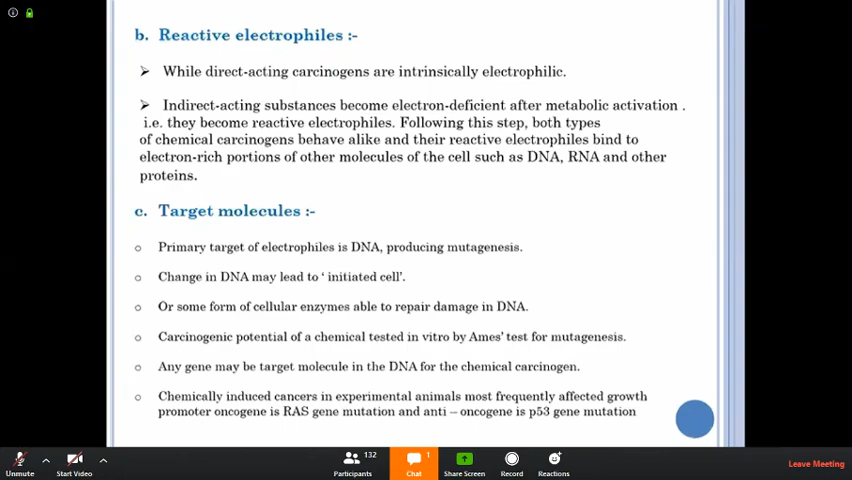 b. Reactive electrophiles :-
While direct-acting carcinogens are intrinsically electrophilic.
Indirect-acting substances become electron-deficient after metabolic activation .
i.e. they become reactive electrophiles. Following this step, both types
of chemical carcinogens behave alike and their reactive electrophiles bind to
electron-rich portions of other molecules of the cell such as DNA, RNA and other
proteins.
c. Target molecules :-
Primary target of electrophiles is DNA, producing mutagenesis.
Change in DNA may lead to ‘ initiated cell’.
Or some form of cellular enzymes able to repair damage in DNA.
Carcinogenic potential of a chemical tested in vitro by Ames’ test for mutagenesis.
Any gene may be target molecule in the DNA for the chemical carcinogen.
Chemically induced cancers in experimental animals most frequently affected growth
promoter oncogene is RAS gene mutation and anti – oncogene is p53 gene mutation
Unmute
Start Video
132
Participants
1
Chat
Share Screen
Record
Reactions
Leave Meeting